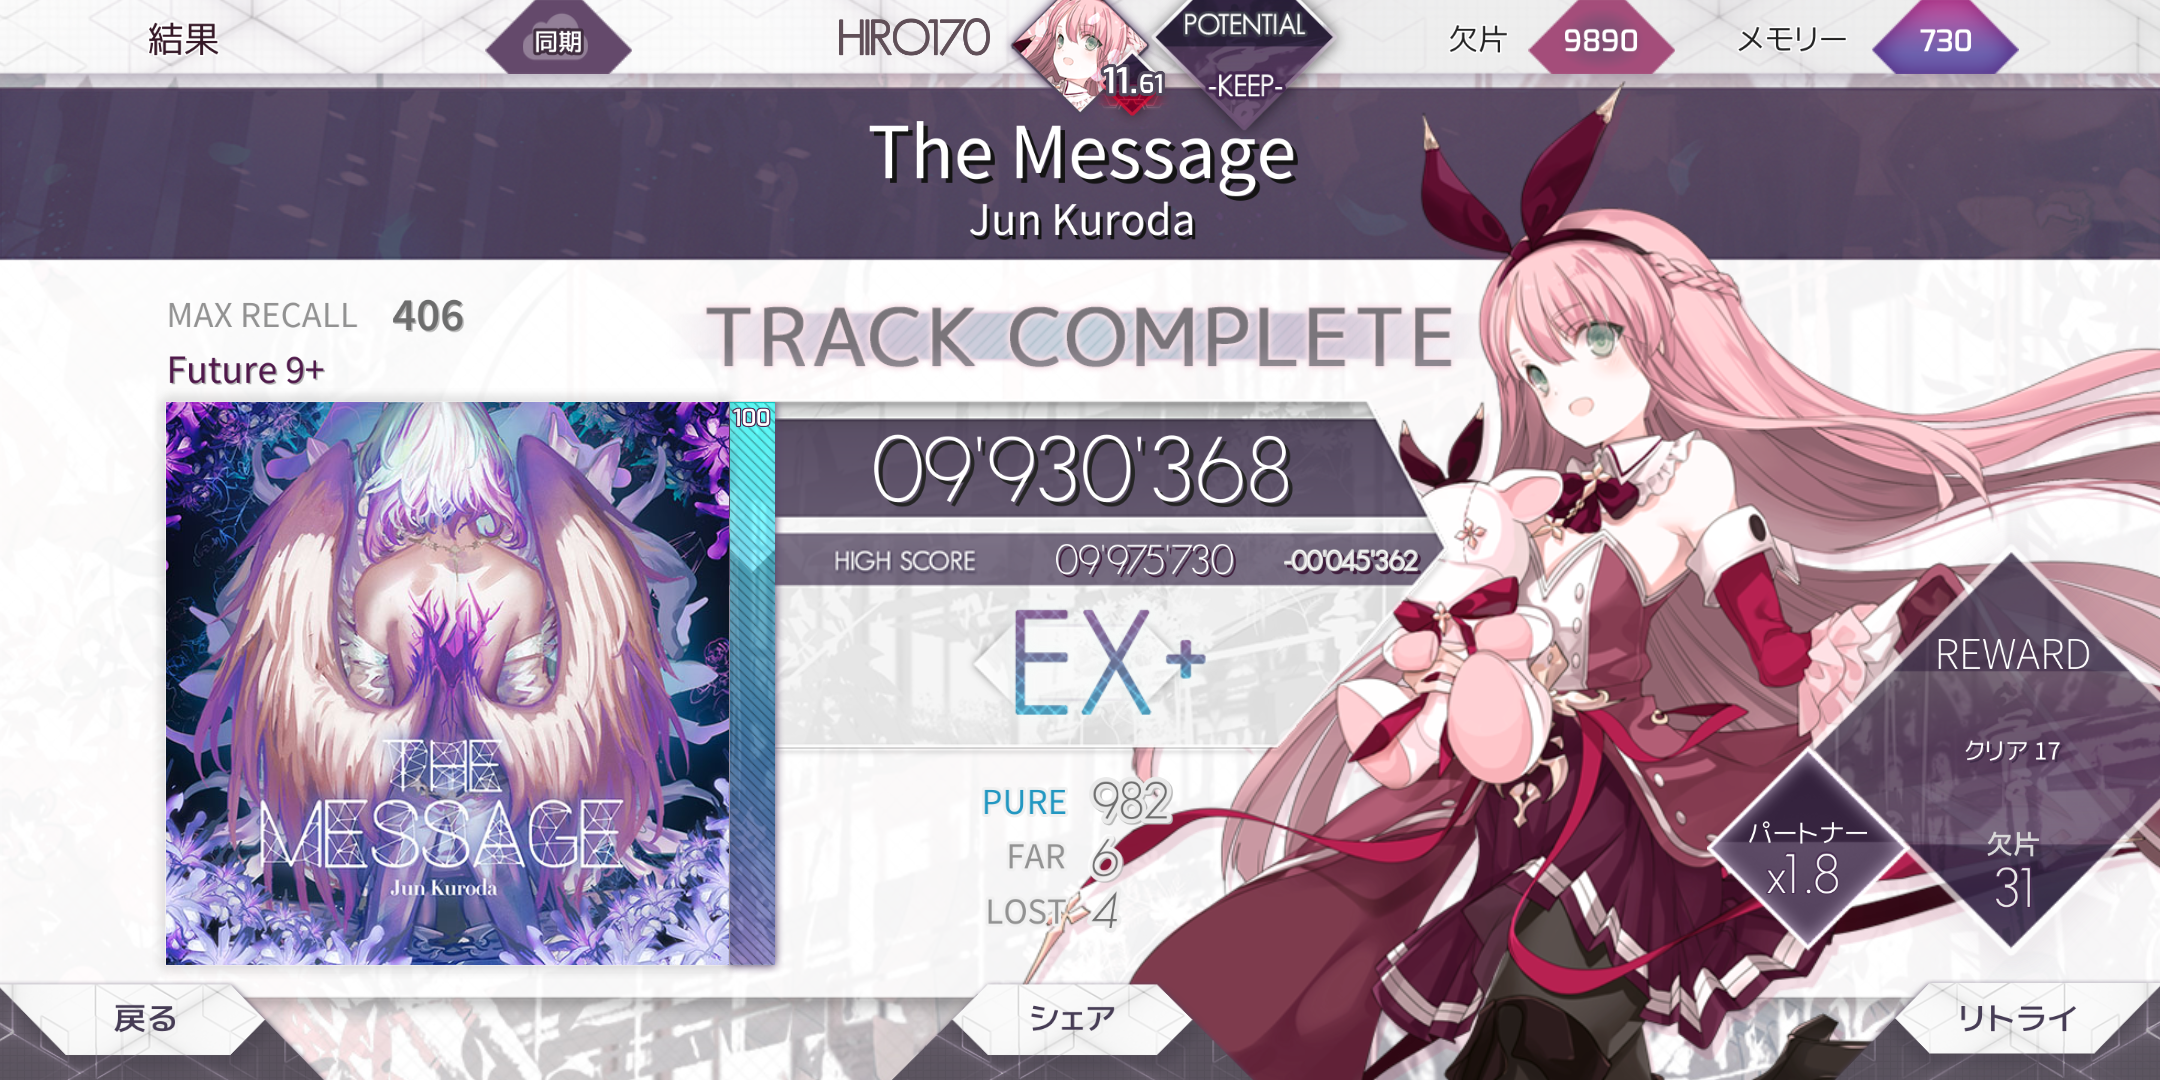 結果
同期
HIRO170
11.61
POTENTIAL
-KEEP-
欠片
9890
メモリー
730
The Message
Jun Kuroda
MAX RECALL 406
Future 9+
TRACK COMPLETE
100
09'930'368
HIGH SCORE 09'975'730 -00'045'362
EX+
THE
MESSAGE
Jun Kuroda
PURE 982
FAR 6
LOST 4
REWARD
クリア 17
パートナー
x1.8
欠片
31
戻る
シェア
リトライ